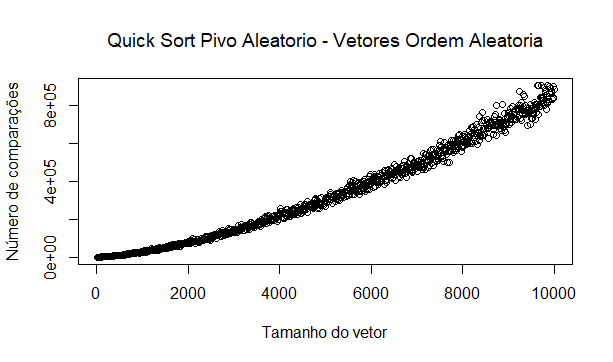 Quick Sort Pivo Aleatorio - Vetores Ordem Aleatoria
Número de comparações
8e+05
4e+05
0e+00
0 2000 4000 6000 8000 10000
Tamanho do vetor